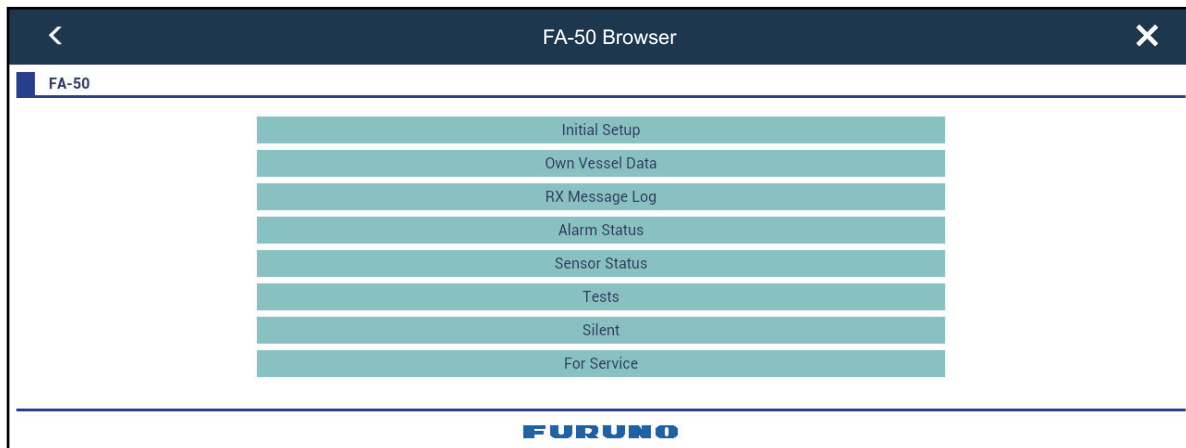 FA-50 Browser
FA-50
Initial Setup
Own Vessel Data
RX Message Log
Alarm Status
Sensor Status
Tests
Silent
For Service
FURUNO